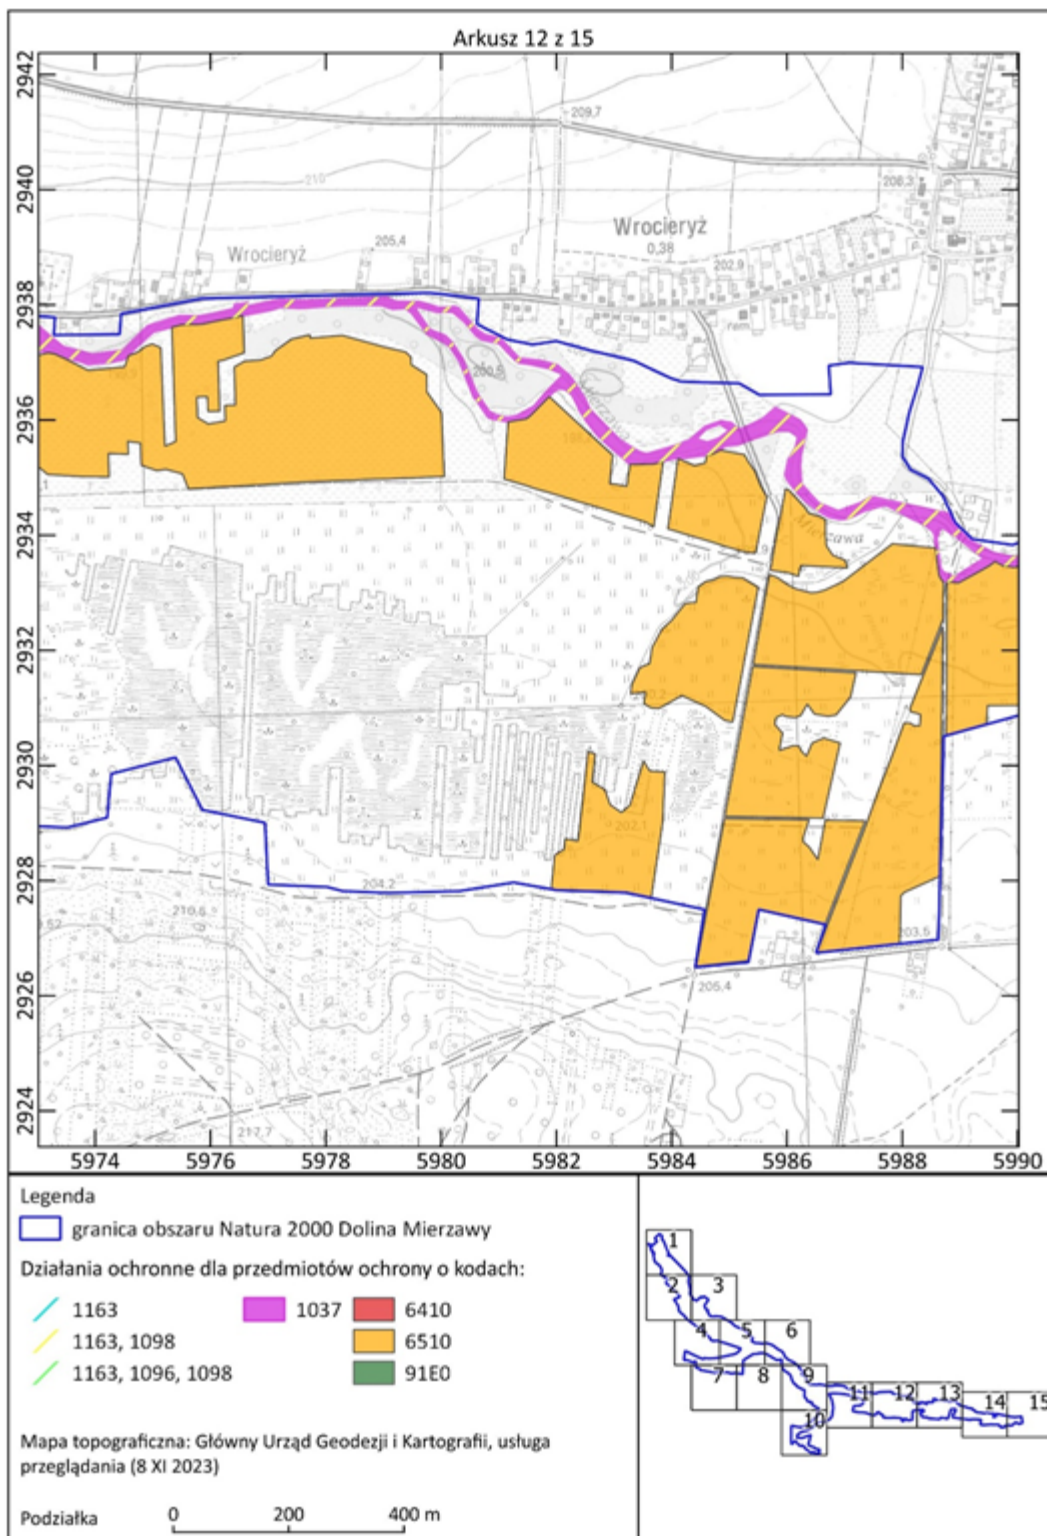 Arkusz 12 z 15
2942
2940
2938
2936
2934
2932
2930
2928
2926
2924
209,7
210
208,3
Wrocieryż
0,38
205,4
Wrocieryż
202,9
rem
200,5
Mierzawa
202,1
204,2
210,6
203,5
205,4
217,7
5974 5976 5978 5980 5982 5984 5986 5988 5990
Legenda
granica obszaru Natura 2000 Dolina Mierzawy
Działania ochronne dla przedmiotów ochrony o kodach:
1163 1037 6410
1163, 1098 6510
1163, 1096, 1098 91E0
Mapa topograficzna: Główny Urząd Geodezji i Kartografii, usługa
przeglądania (8 XI 2023)
Podziałka 0 200 400 m
1
2 3
4 5 6
7 8 9
10 11 12 13 14 15